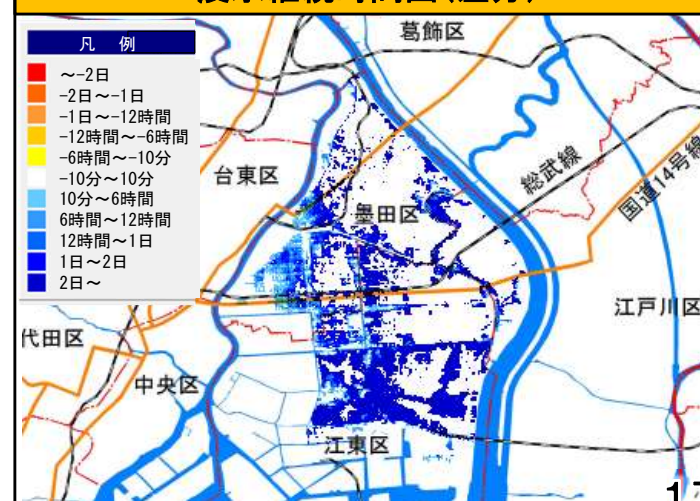 凡 例
～-2日
-2日～-1日
-1日～-12時間
-12時間～-6時間
-6時間～-10分
-10分～10分
10分～6時間
6時間～12時間
12時間～1日
1日～2日
2日～
葛飾区
台東区
総武線
墨田区
国道14号線
江戸川区
代田区
中央区
江東区